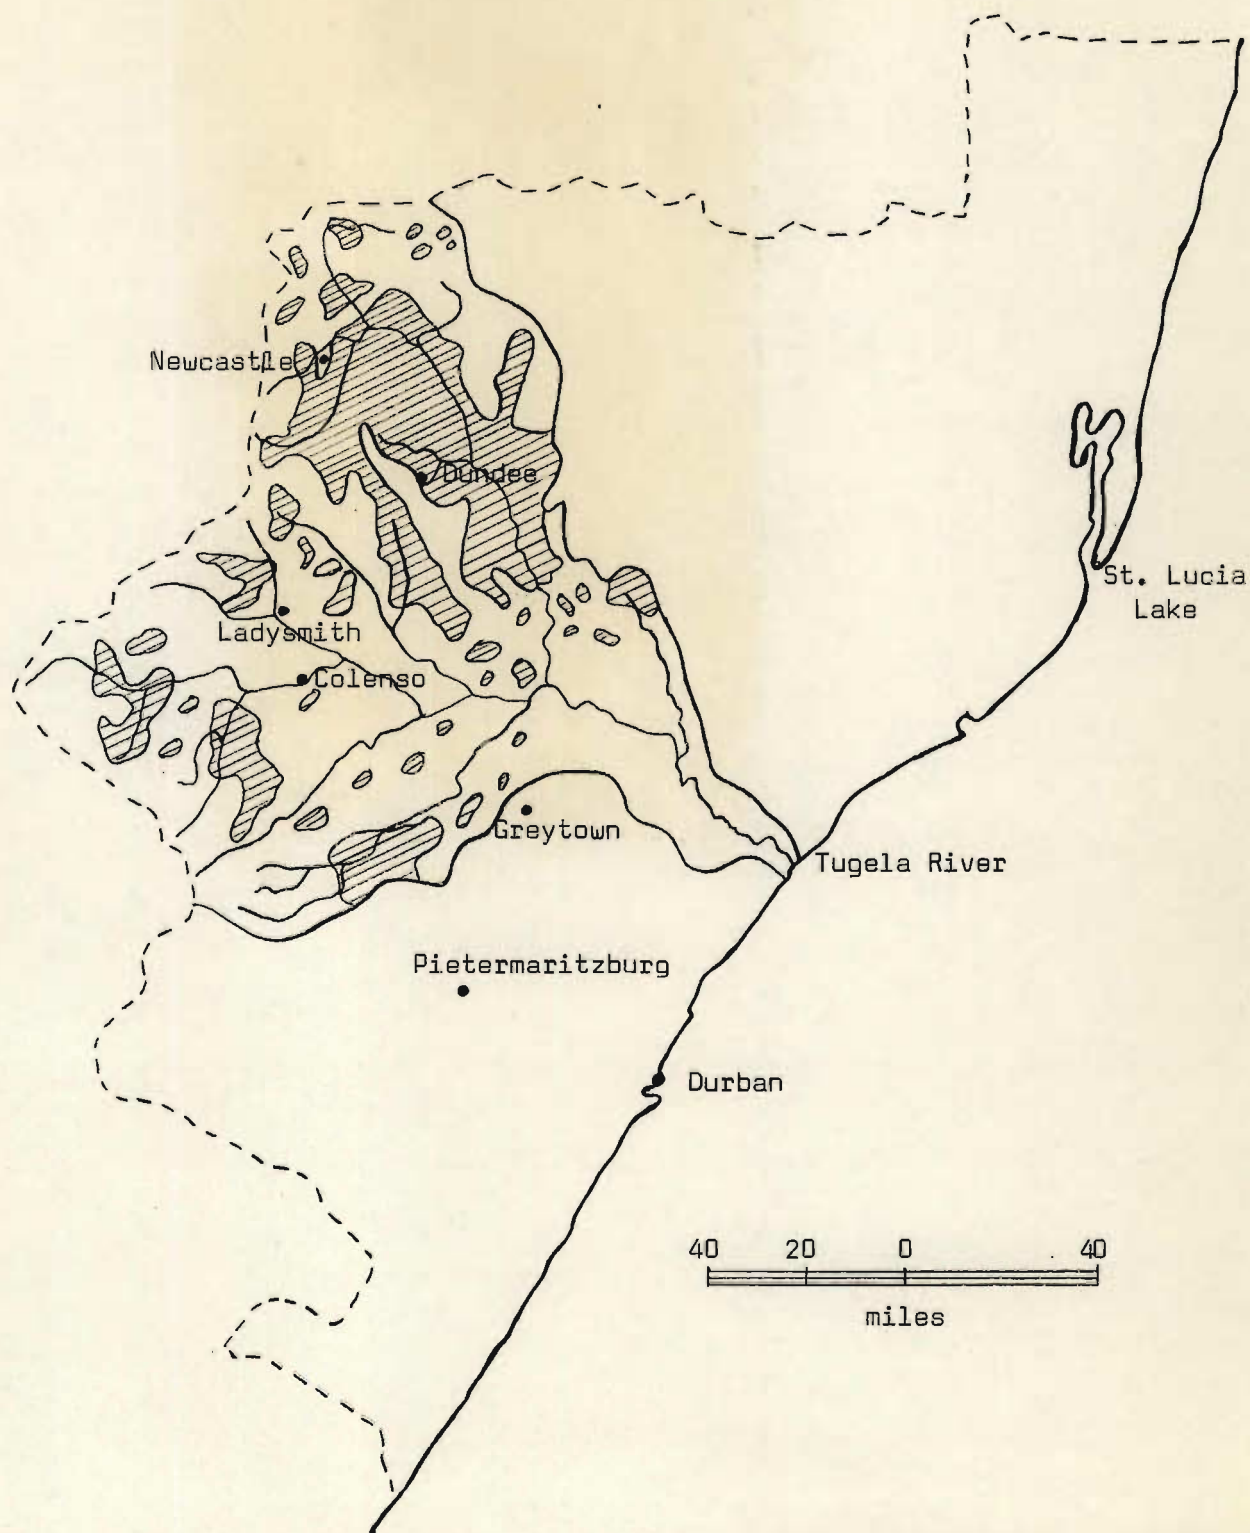 Newcastle
Dundee
St. Lucia
Lake
Ladysmith
Colenso
Greytown
Tugela River
Pietermaritzburg
Durban
40 20 0 40
miles